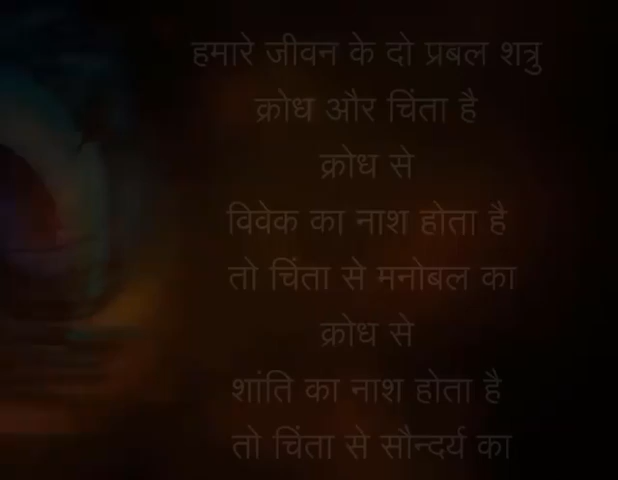 हमारे जीवन के दो प्रबल शत्रु
क्रोध और चिंता है
क्रोध से
विवेक का नाश होता है
तो चिंता से मनोबल का
क्रोध से
शांति का नाश होता है
तो चिंता से सौन्दर्य का